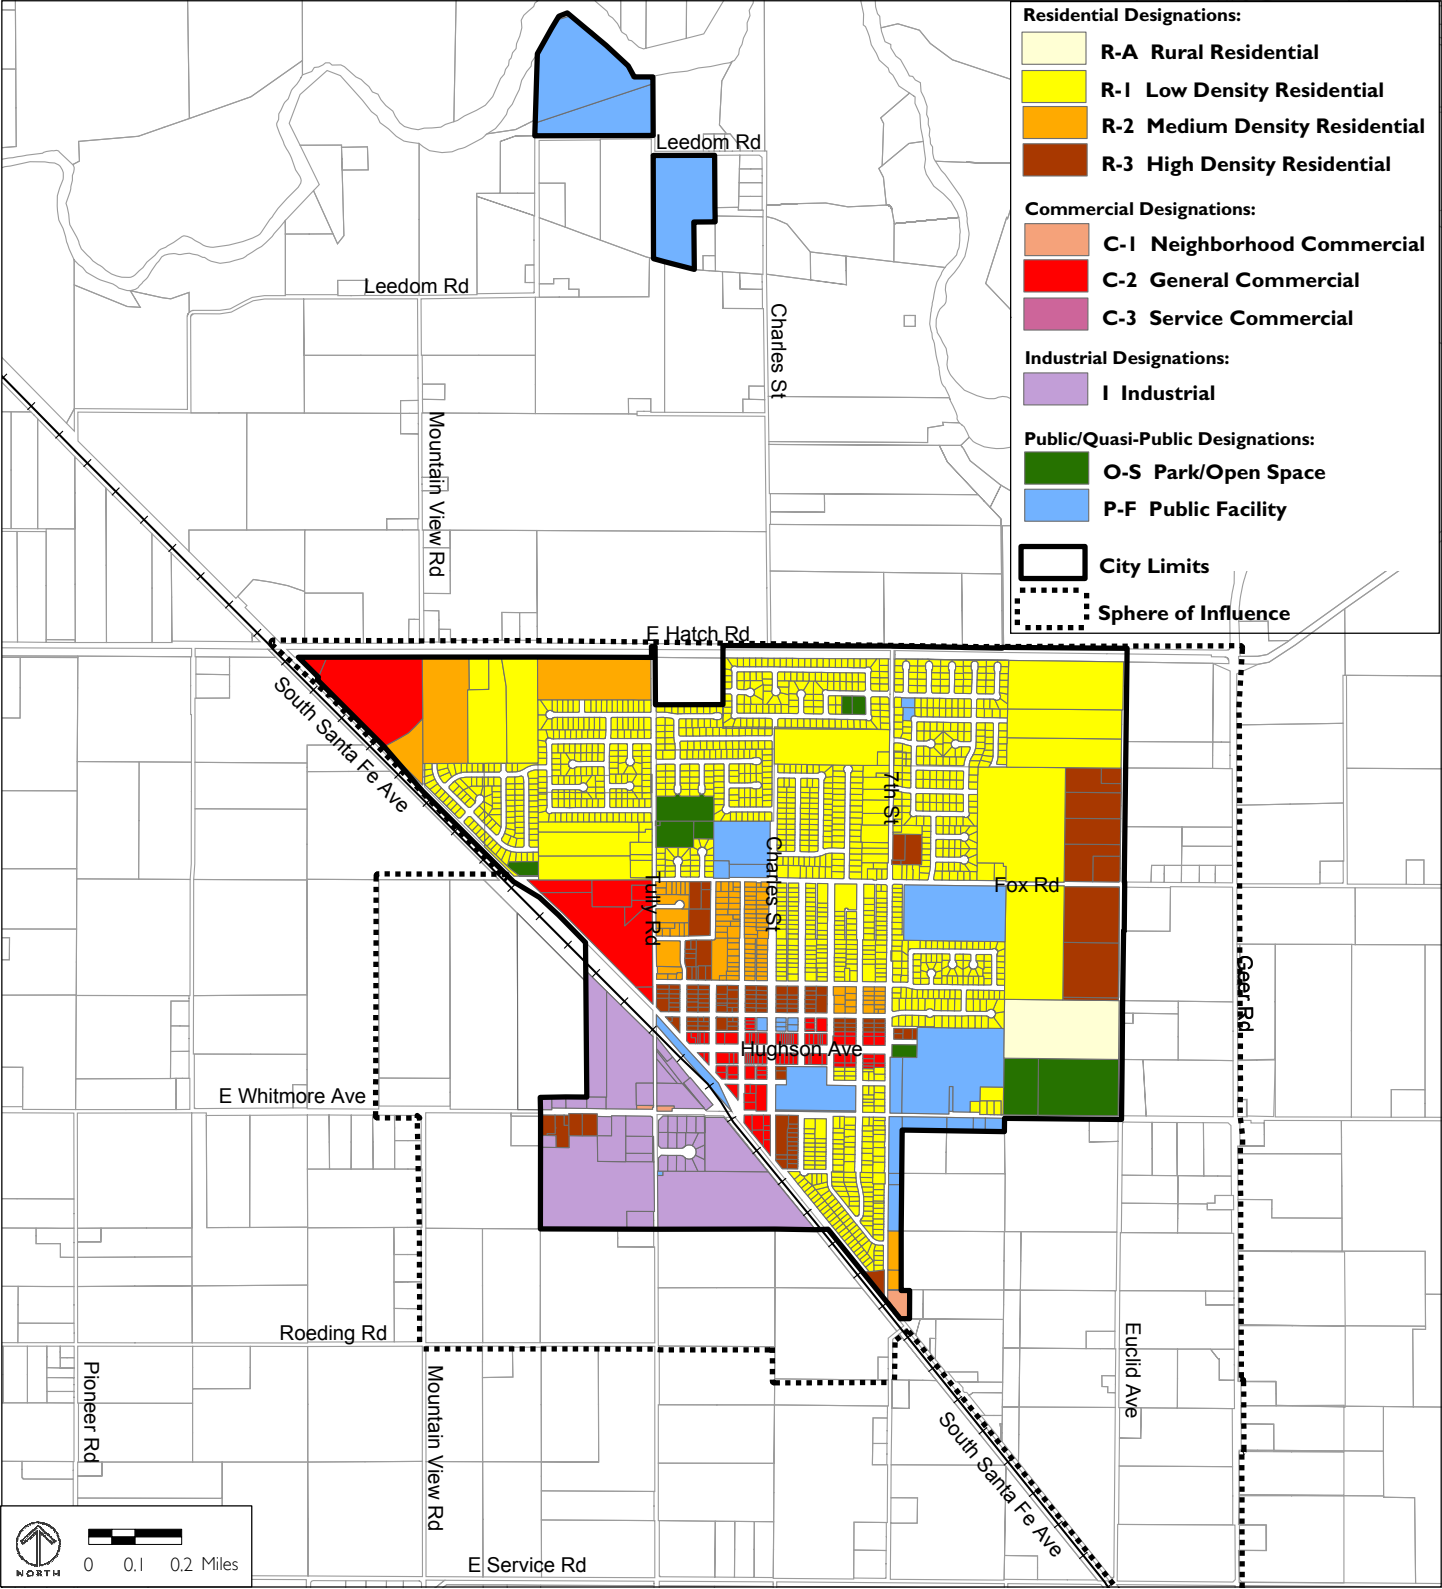 Residential Designations:
R-A Rural Residential
R-1 Low Density Residential
R-2 Medium Density Residential
R-3 High Density Residential
Commercial Designations:
C-1 Neighborhood Commercial
C-2 General Commercial
C-3 Service Commercial
Industrial Designations:
I Industrial
Public/Quasi-Public Designations:
O-S Park/Open Space
P-F Public Facility
City Limits
Sphere of Influence
Leedom Rd
Leedom Rd
Charles St
Mountain View Rd
E Hatch Rd
South Santa Fe Ave
7th St
Charles St
Tully Rd
Fox Rd
Geer Rd
Hughson Ave
E Whitmore Ave
Roeding Rd
Pioneer Rd
Mountain View Rd
Euclid Ave
South Santa Fe Ave
E Service Rd
NORTH
0 0.1 0.2 Miles